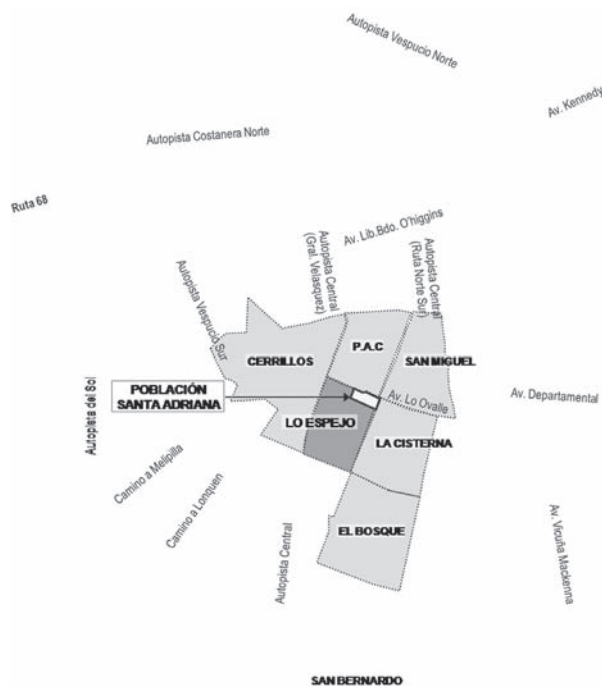 Autopista Vespucio Norte
Av. Kennedy
Autopista Costanera Norte
Ruta 68
Av. Lib.Bdo. O'higgins
Autopista Central
(Gral. Velasquez)
Autopista Central
(Ruta Norte Sur)
Autopista Vespucio Sur
P.A.C
CERRILLOS
SAN MIGUEL
POBLACIÓN
SANTA ADRIANA
Autopista del Sol
Av. Lo Ovalle
Av. Departamental
LO ESPEJO
LA CISTERNA
Camino a Melipilla
Camino a Lonquen
Autopista Central
EL BOSQUE
Av. Vicuña Mackenna
SAN BERNARDO